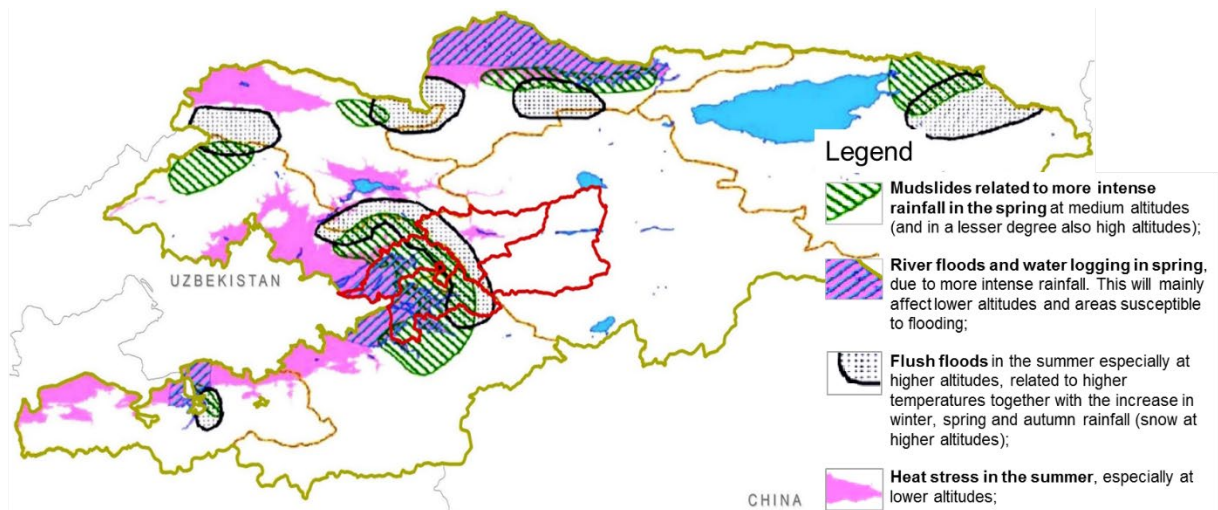 UZBEKISTAN
CHINA
Legend
Mudslides related to more intense
rainfall in the spring at medium altitudes
(and in a lesser degree also high altitudes);
River floods and water logging in spring,
due to more intense rainfall. This will mainly
affect lower altitudes and areas susceptible
to flooding;
Flush floods in the summer especially at
higher altitudes, related to higher
temperatures together with the increase in
winter, spring and autumn rainfall (snow at
higher altitudes);
Heat stress in the summer, especially at
lower altitudes;